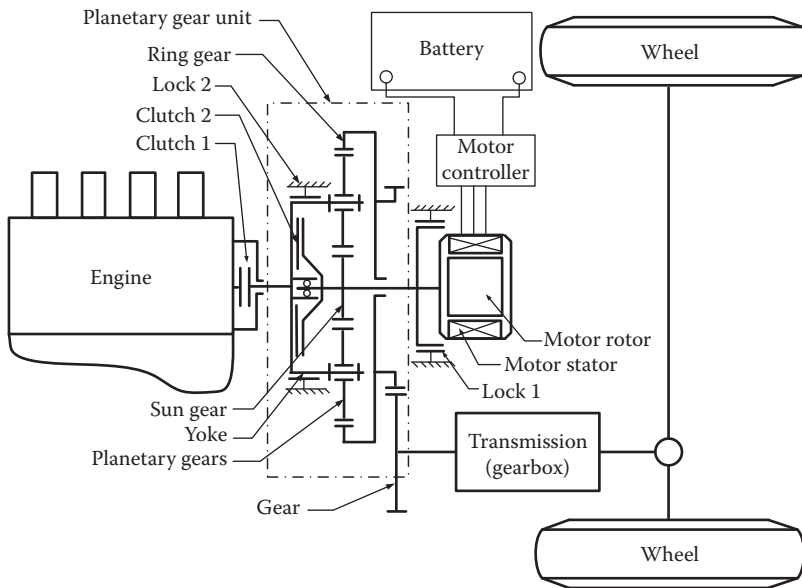 Planetary gear unit
Ring gear
Lock 2
Clutch 2
Clutch 1
Battery
Wheel
Motor
controller
Engine
Motor rotor
Motor stator
Lock 1
Sun gear
Yoke
Planetary gears
Gear
Transmission
(gearbox)
Wheel